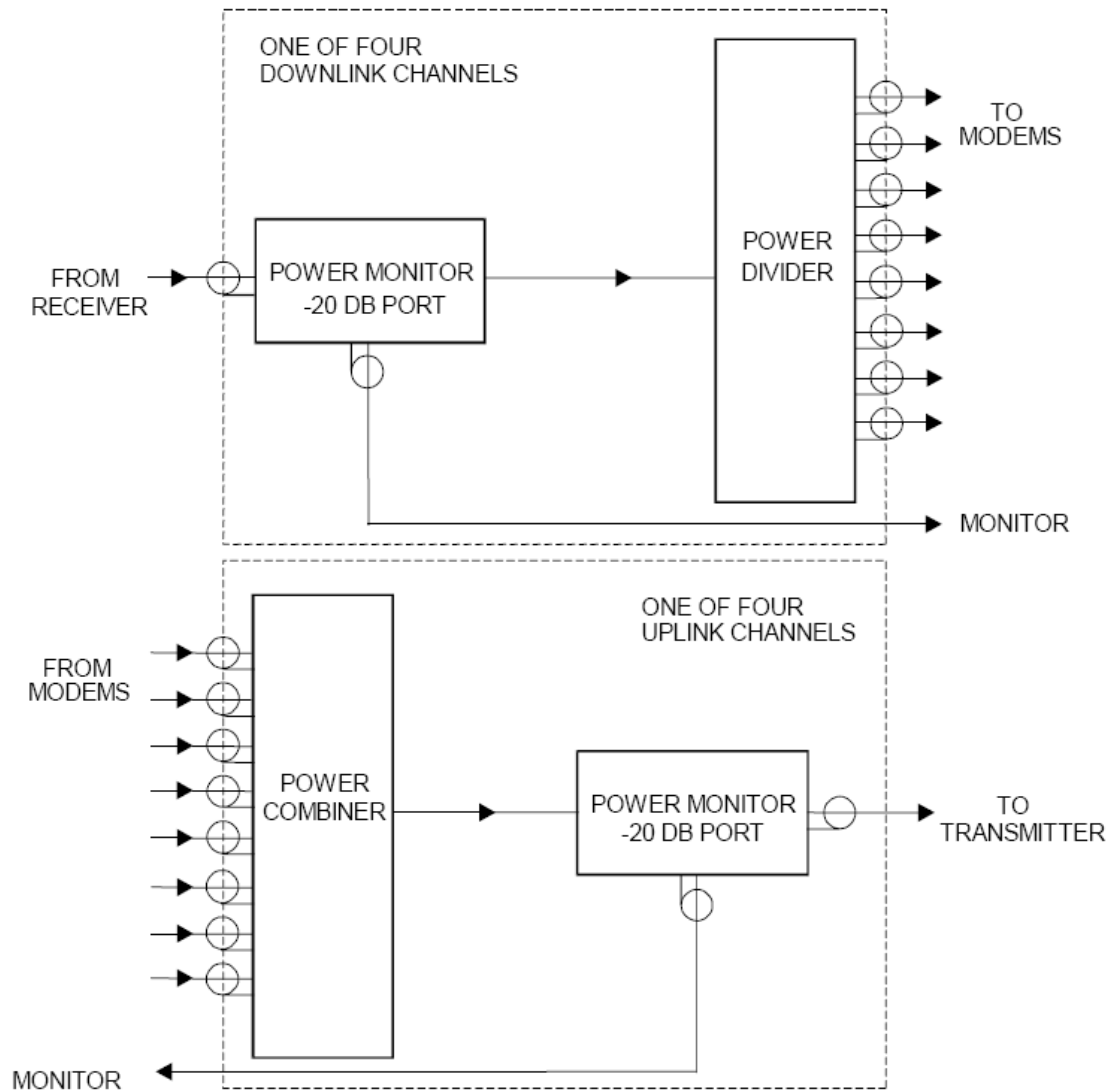 ONE OF FOUR
DOWNLINK CHANNELS
TO
MODEMS
POWER
DIVIDER
FROM
RECEIVER
POWER MONITOR
-20 DB PORT
MONITOR
ONE OF FOUR
UPLINK CHANNELS
FROM
MODEMS
POWER
COMBINER
POWER MONITOR
-20 DB PORT
TO
TRANSMITTER
MONITOR